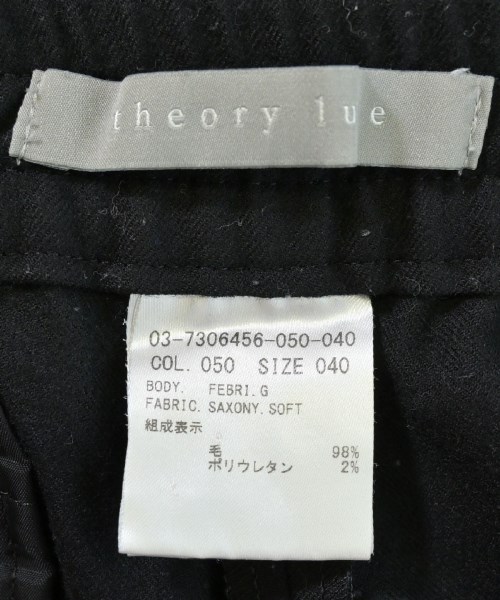 theory lue
03-7306456-050-040
COL. 050 SIZE 040
BODY. FEBRI.G
FABRIC. SAXONY.SOFT
組成表示
毛 98%
ポリウレタン 2%